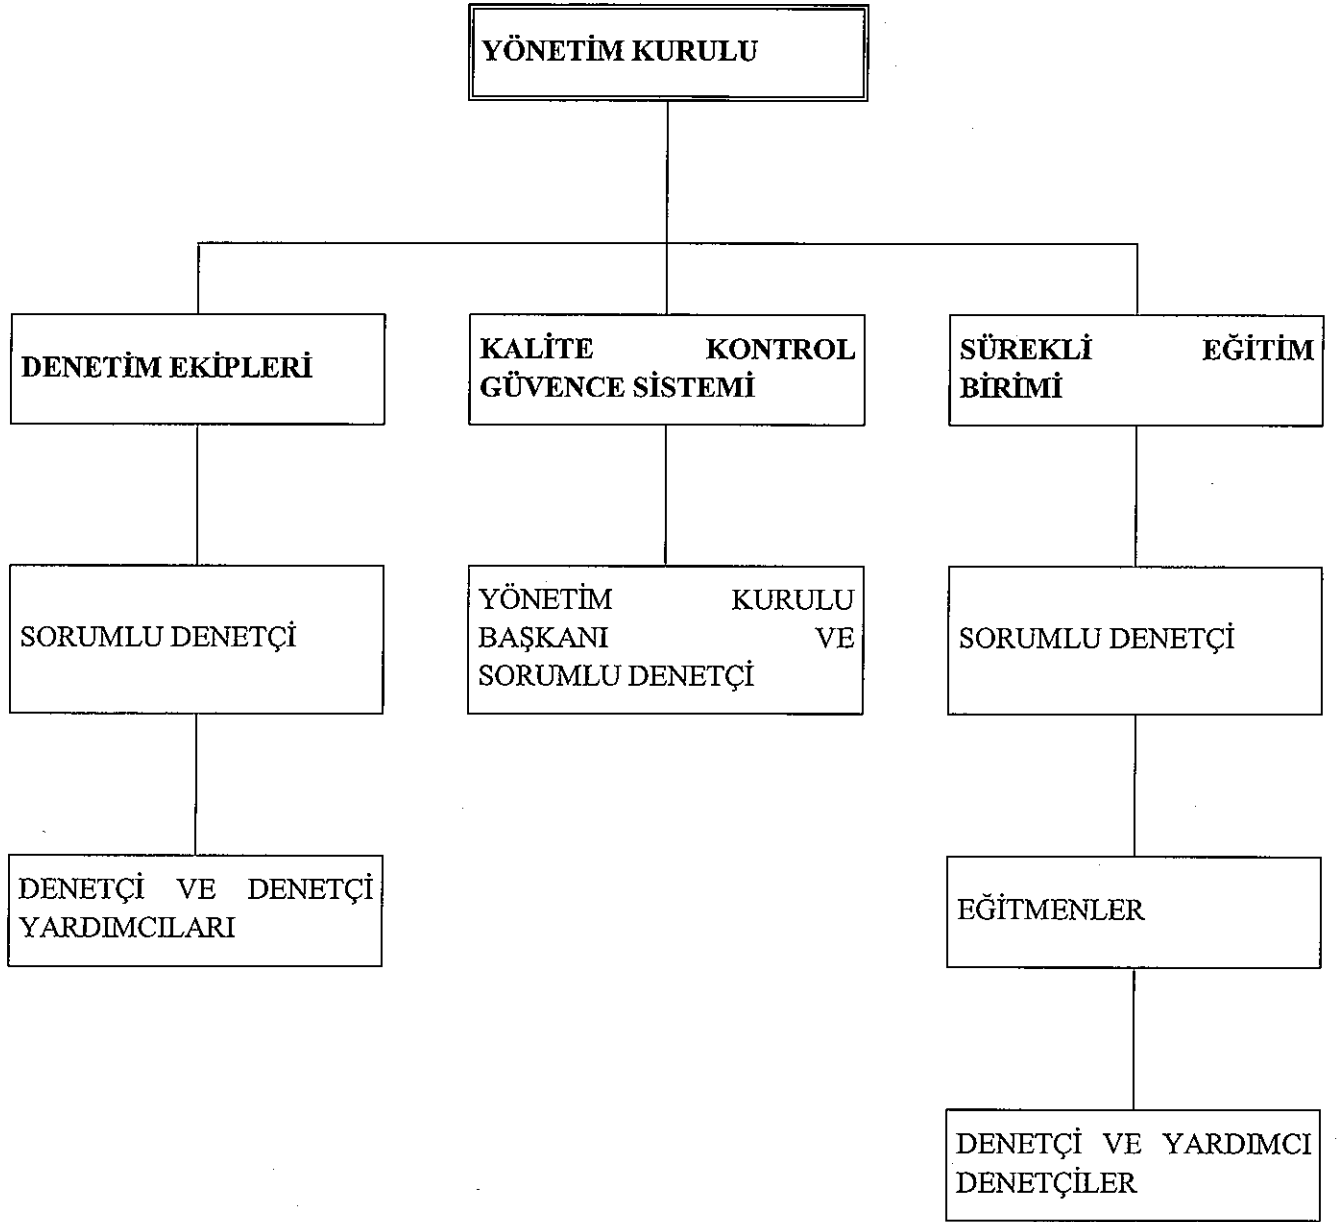 YÖNETİM KURULU
DENETİM EKİPLERİ
KALİTE KONTROL
GÜVENCE SİSTEMİ
SÜREKLİ EĞİTİM
BİRİMİ
SORUMLU DENETÇİ
YÖNETİM KURULU
BAŞKANI VE
SORUMLU DENETÇİ
SORUMLU DENETÇİ
DENETÇİ VE DENETÇİ
YARDIMCILARI
EĞİTMENLER
DENETÇİ VE YARDIMCI
DENETÇİLER